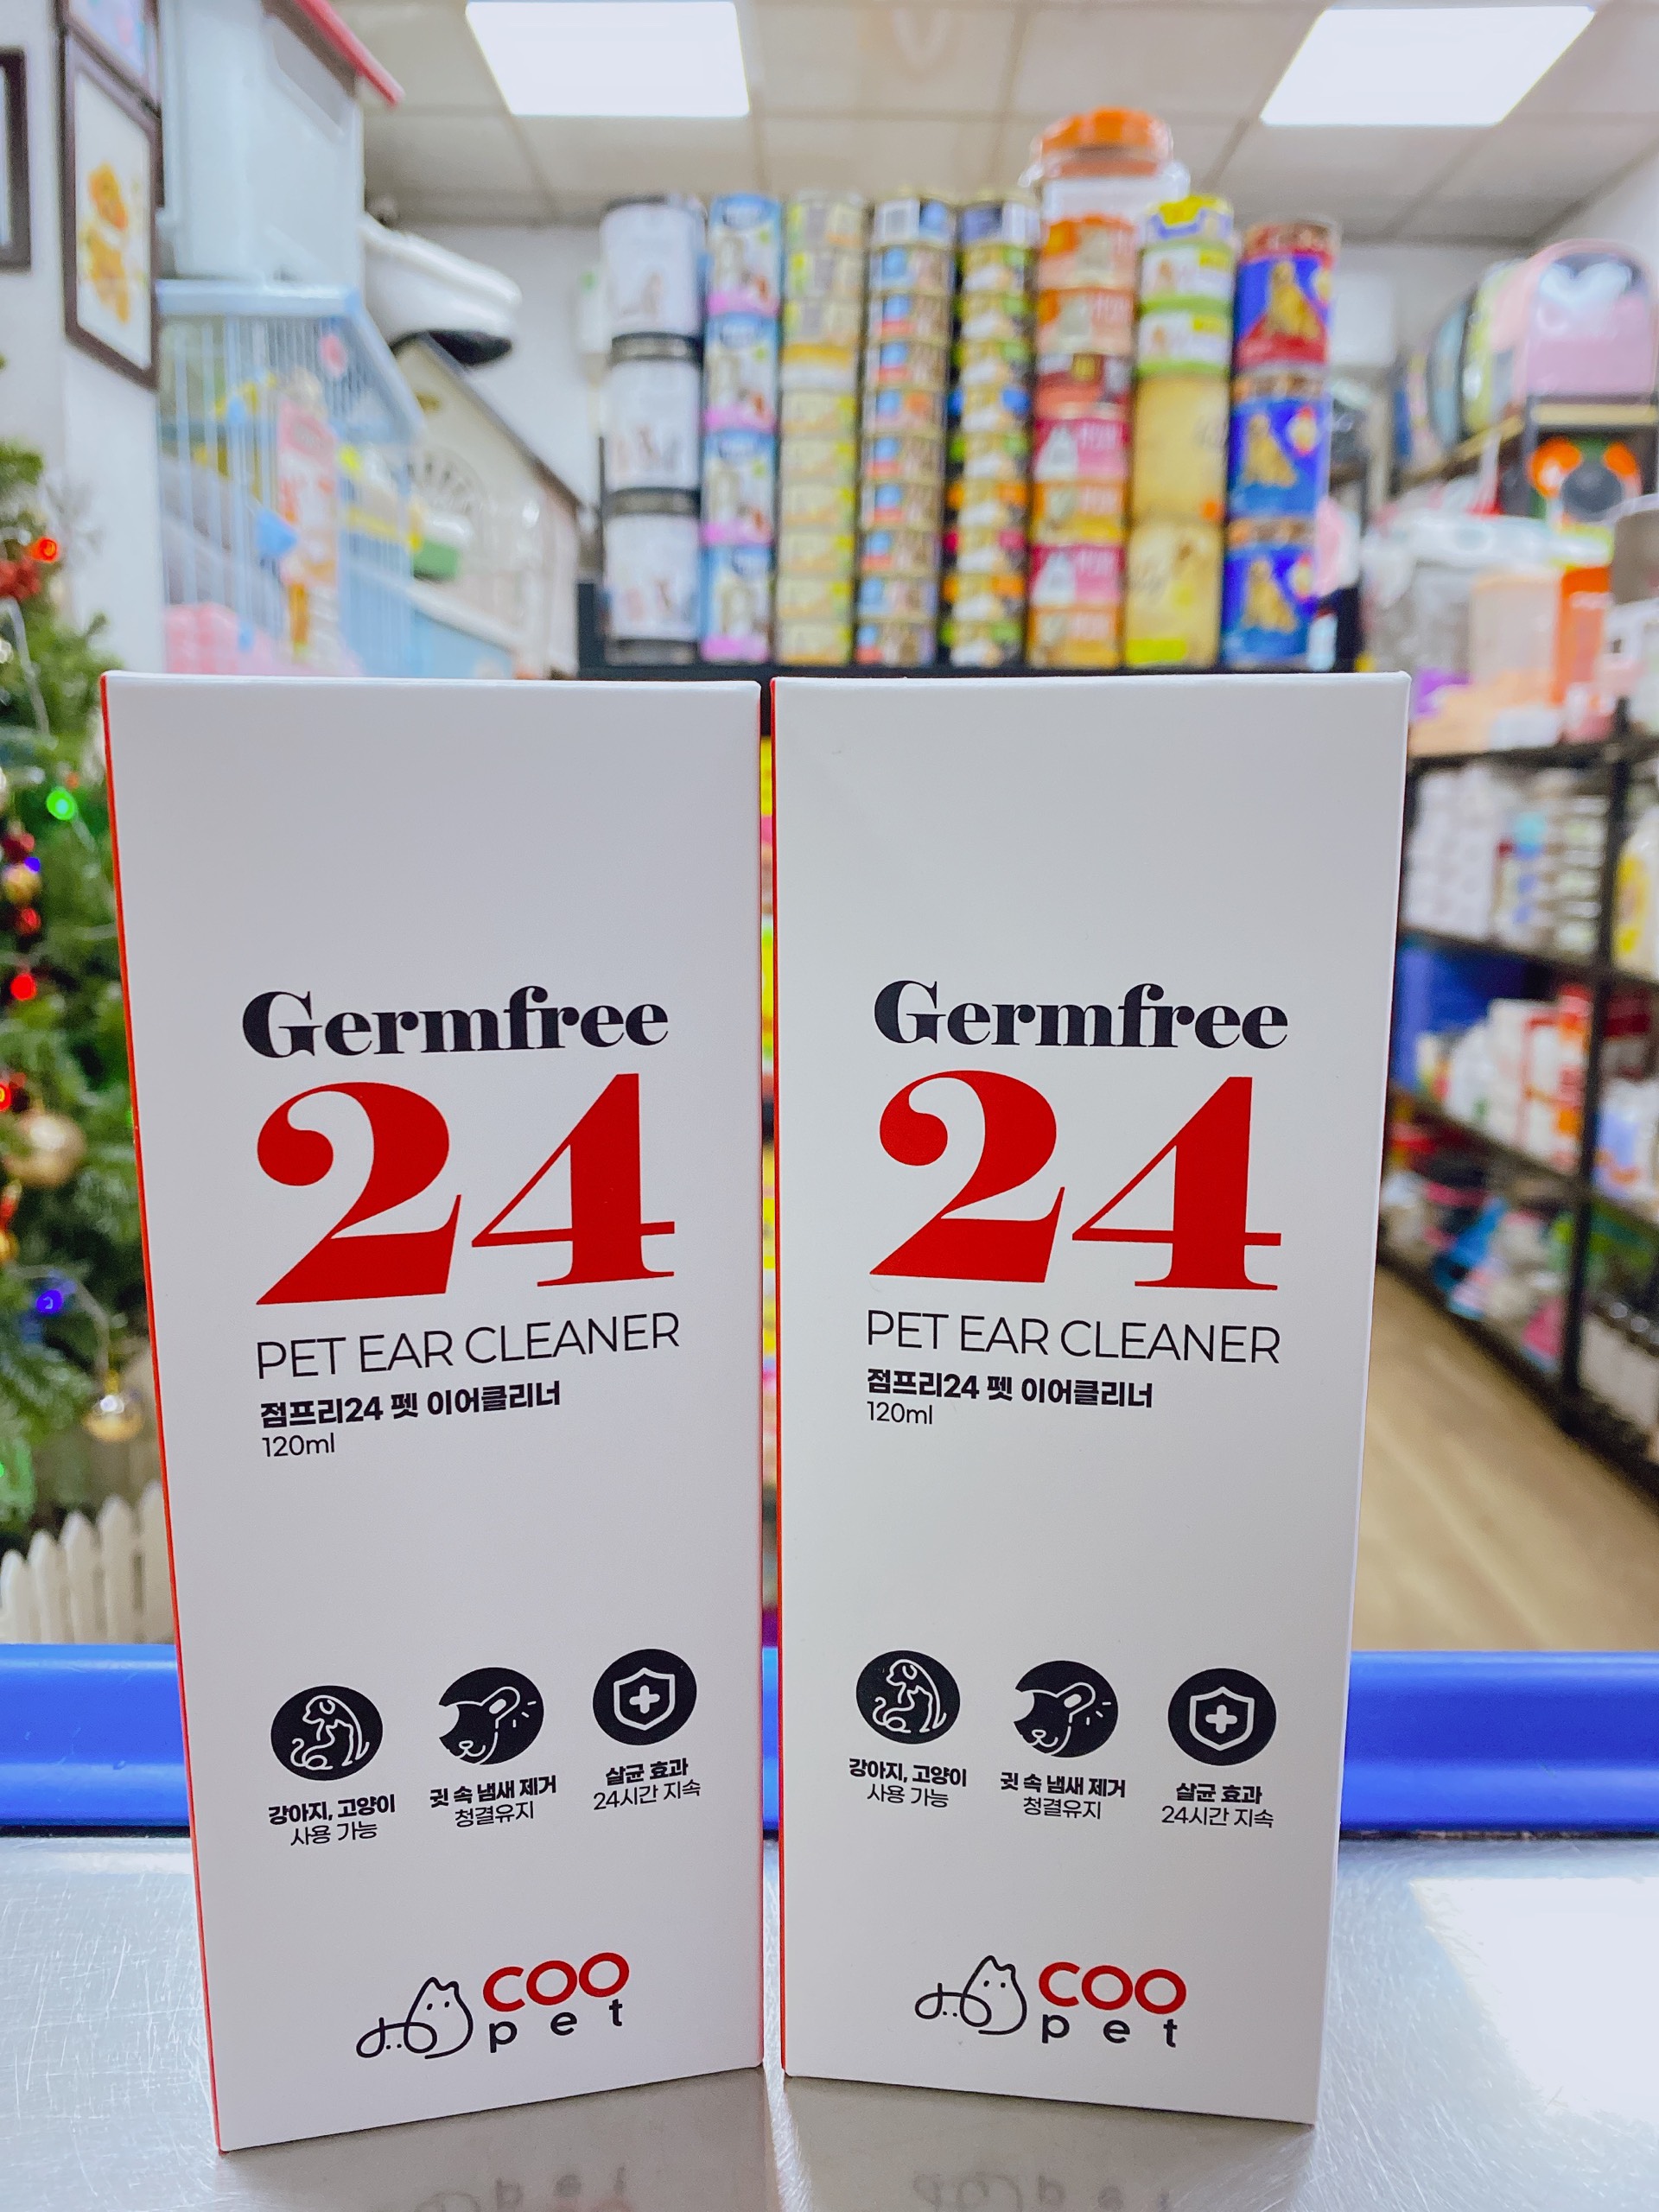 Germfree
24
PET EAR CLEANER
점프리24 펫 이어클리너
120ml
강아지, 고양이
사용 가능
귓 속 냄새 제거
청결유지
살균 효과
24시간 지속
COO
pet
Germfree
24
PET EAR CLEANER
점프리24 펫 이어클리너
120ml
강아지, 고양이
사용 가능
귓 속 냄새 제거
청결유지
살균 효과
24시간 지속
COO
pet